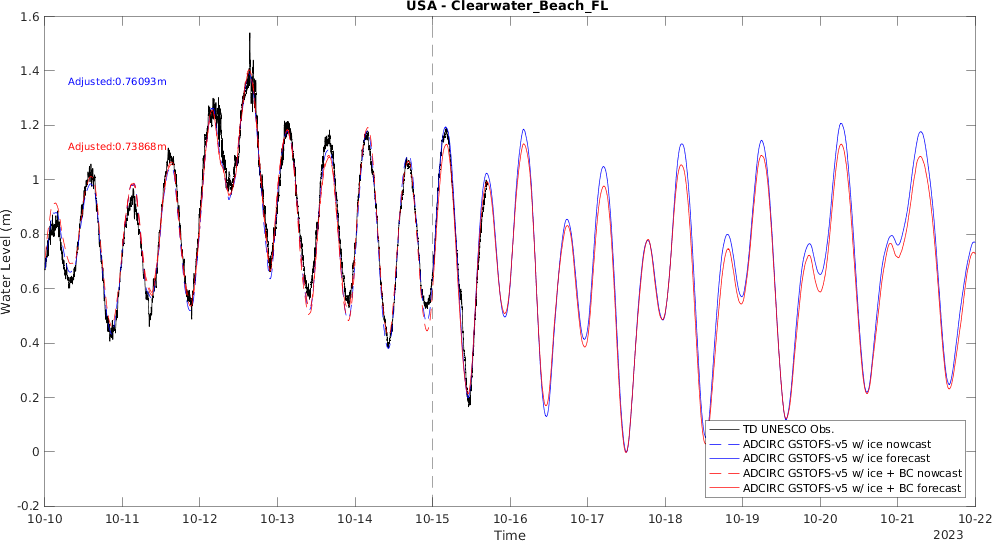 USA - Clearwater_Beach_FL
1.6
1.4
1.2
1
0.8
0.6
0.4
0.2
0
-0.2
Water Level (m)
Adjusted:0.76093m
Adjusted:0.73868m
TD UNESCO Obs.
ADCIRC GSTOFS-v5 w/ ice nowcast
ADCIRC GSTOFS-v5 w/ ice forecast
ADCIRC GSTOFS-v5 w/ ice + BC nowcast
ADCIRC GSTOFS-v5 w/ ice + BC forecast
10-10 10-11 10-12 10-13 10-14 10-15 10-16 10-17 10-18 10-19 10-20 10-21 10-22
Time
2023